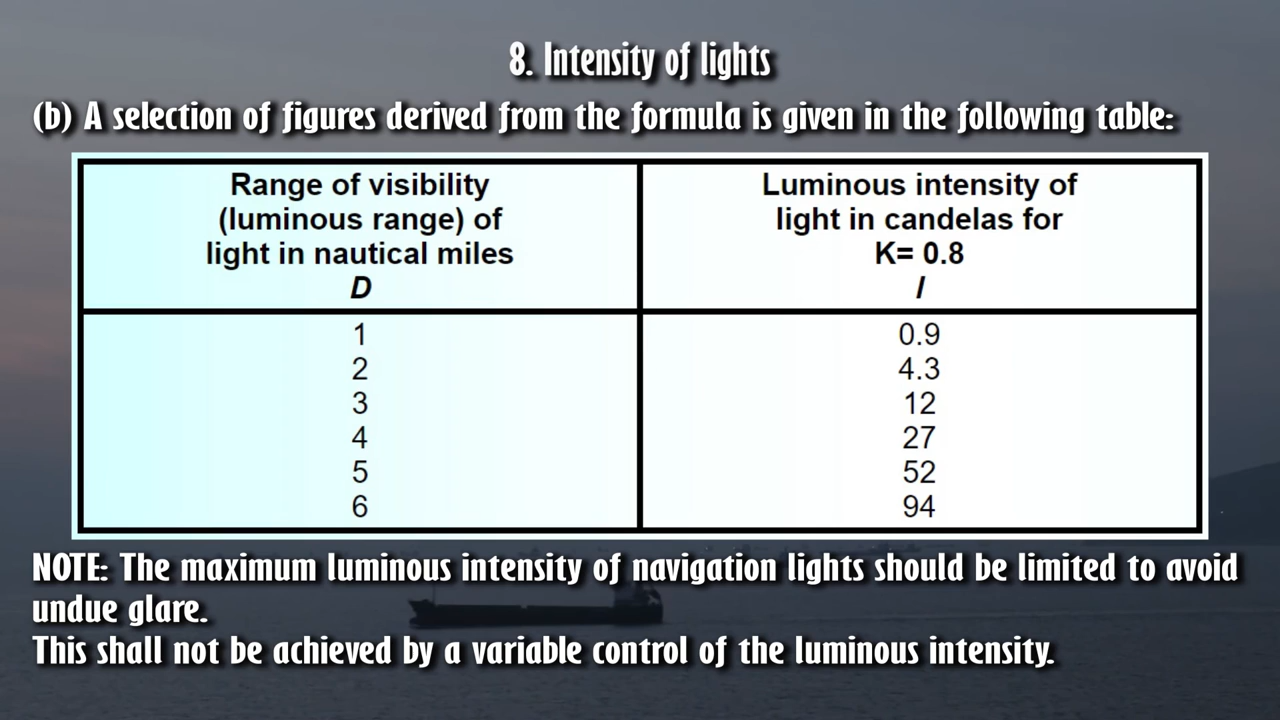 8. Intensity of lights
(b) A selection of figures derived from the formula is given in the following table:
Range of visibility
(luminous range) of
light in nautical miles
D
Luminous intensity of
light in candelas for
K= 0.8
I
1 0.9
2 4.3
3 12
4 27
5 52
6 94
NOTE: The maximum luminous intensity of navigation lights should be limited to avoid
undue glare.
This shall not be achieved by a variable control of the luminous intensity.